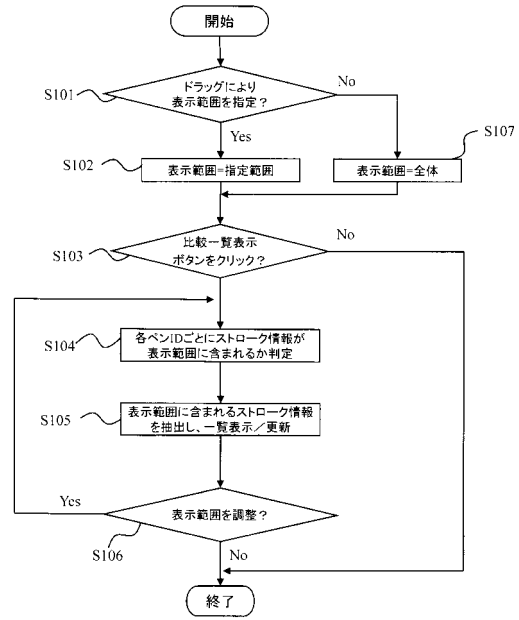 開始
S101
ドラッグにより
表示範囲を指定？
No
Yes
S102
表示範囲=指定範囲
S107
表示範囲=全体
S103
比較一覧表示
ボタンをクリック？
No
S104
各ペンIDごとにストローク情報が
表示範囲に含まれるか判定
S105
表示範囲に含まれるストローク情報
を抽出し、一覧表示／更新
Yes
表示範囲を調整？
S106
No
終了